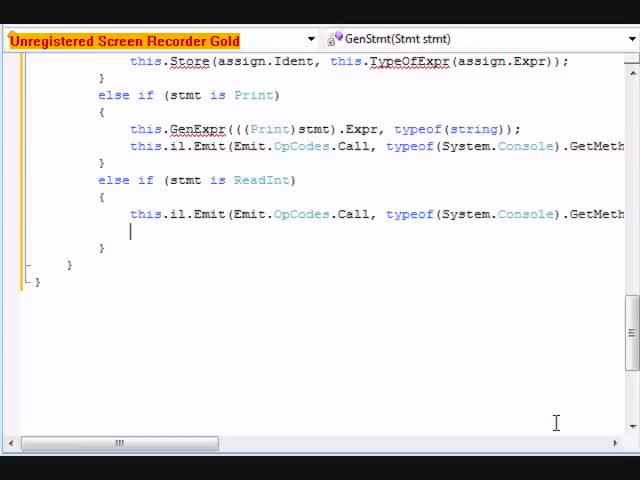 Unregistered Screen Recorder Gold
GenStmt(Stmt stmt)
this.Store(assign.Ident, this.TypeOfExpr(assign.Expr));
}
else if (stmt is Print)
{
this.GenExpr(((Print)stmt).Expr, typeof(string));
this.il.Emit(Emit.OpCodes.Call, typeof(System.Console).GetMeth
}
else if (stmt is ReadInt)
{
this.il.Emit(Emit.OpCodes.Call, typeof(System.Console).GetMeth
}
}
}